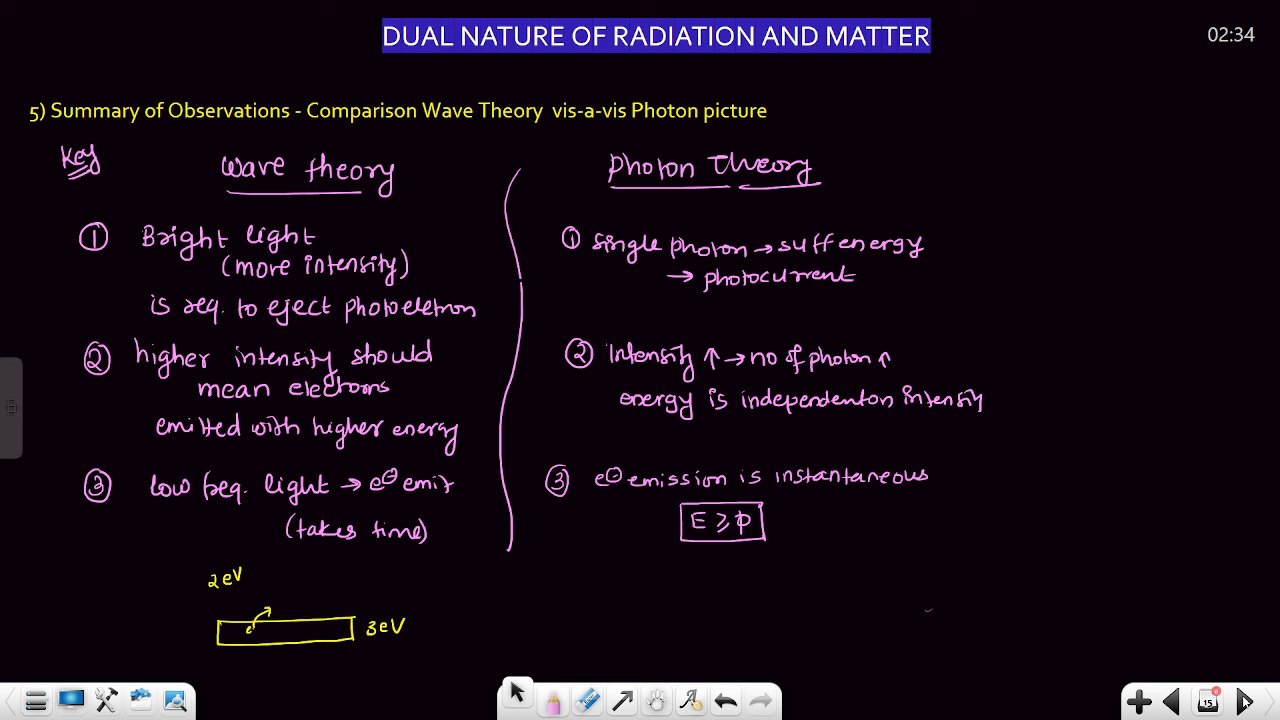 DUAL NATURE OF RADIATION AND MATTER
02:34
5) Summary of Observations - Comparison Wave Theory vis-a-vis Photon picture
Key
Wave theory
① Bright light
(more intensity)
is req. to eject photoeletron
② higher intensity should
mean electrons
emitted with higher energy
③ low freq. light → e⊖ emit
(takes time)
2eV
e
3eV
Photon Theory
① Single photon → suff energy
→ photocurrent
② Intensity ↑ → no of photon ↑
energy is independent on intensity
③ e⊖ emission is instantaneous
E ≥ φ
15